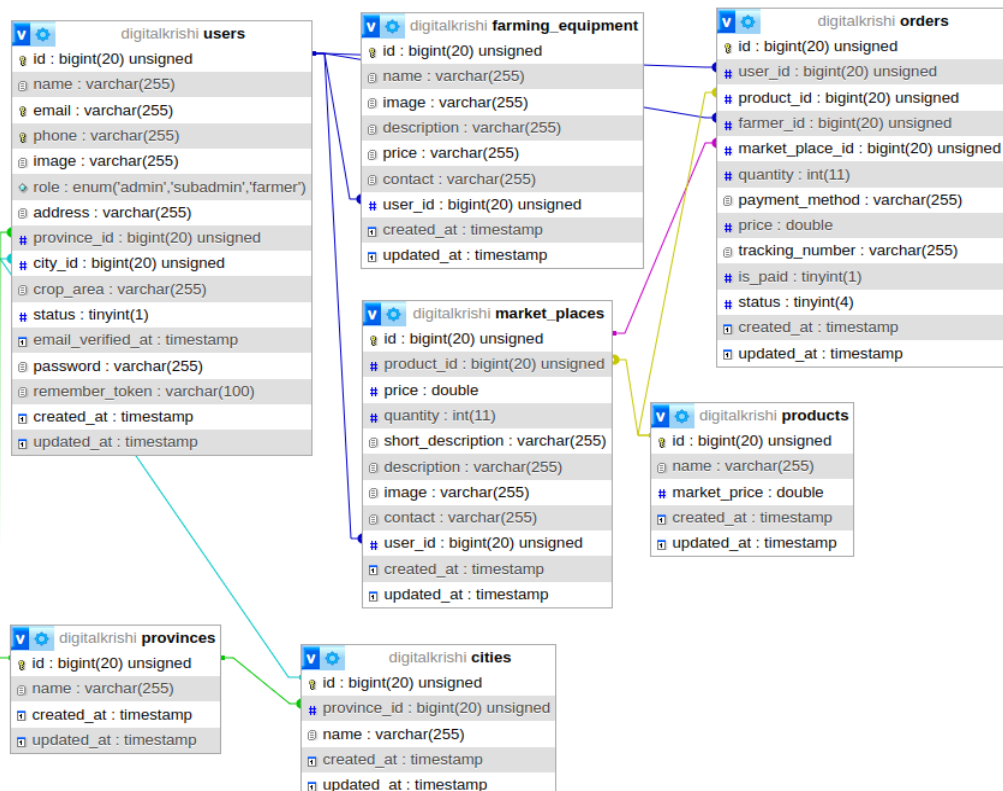 digitalkrishi users
id : bigint(20) unsigned
name : varchar(255)
email : varchar(255)
phone : varchar(255)
image : varchar(255)
role : enum('admin','subadmin','farmer')
address : varchar(255)
province_id : bigint(20) unsigned
city_id : bigint(20) unsigned
crop_area : varchar(255)
status : tinyint(1)
email_verified_at : timestamp
password : varchar(255)
remember_token : varchar(100)
created_at : timestamp
updated_at : timestamp
digitalkrishi farming_equipment
id : bigint(20) unsigned
name : varchar(255)
image : varchar(255)
description : varchar(255)
price : varchar(255)
contact : varchar(255)
user_id : bigint(20) unsigned
created_at : timestamp
updated_at : timestamp
digitalkrishi orders
id : bigint(20) unsigned
user_id : bigint(20) unsigned
product_id : bigint(20) unsigned
farmer_id : bigint(20) unsigned
market_place_id : bigint(20) unsigned
quantity : int(11)
payment_method : varchar(255)
price : double
tracking_number : varchar(255)
is_paid : tinyint(1)
status : tinyint(4)
created_at : timestamp
updated_at : timestamp
digitalkrishi market_places
id : bigint(20) unsigned
product_id : bigint(20) unsigned
price : double
quantity : int(11)
short_description : varchar(255)
description : varchar(255)
image : varchar(255)
contact : varchar(255)
user_id : bigint(20) unsigned
created_at : timestamp
updated_at : timestamp
digitalkrishi products
id : bigint(20) unsigned
name : varchar(255)
market_price : double
created_at : timestamp
updated_at : timestamp
digitalkrishi provinces
id : bigint(20) unsigned
name : varchar(255)
created_at : timestamp
updated_at : timestamp
digitalkrishi cities
id : bigint(20) unsigned
province_id : bigint(20) unsigned
name : varchar(255)
created_at : timestamp
updated_at : timestamp